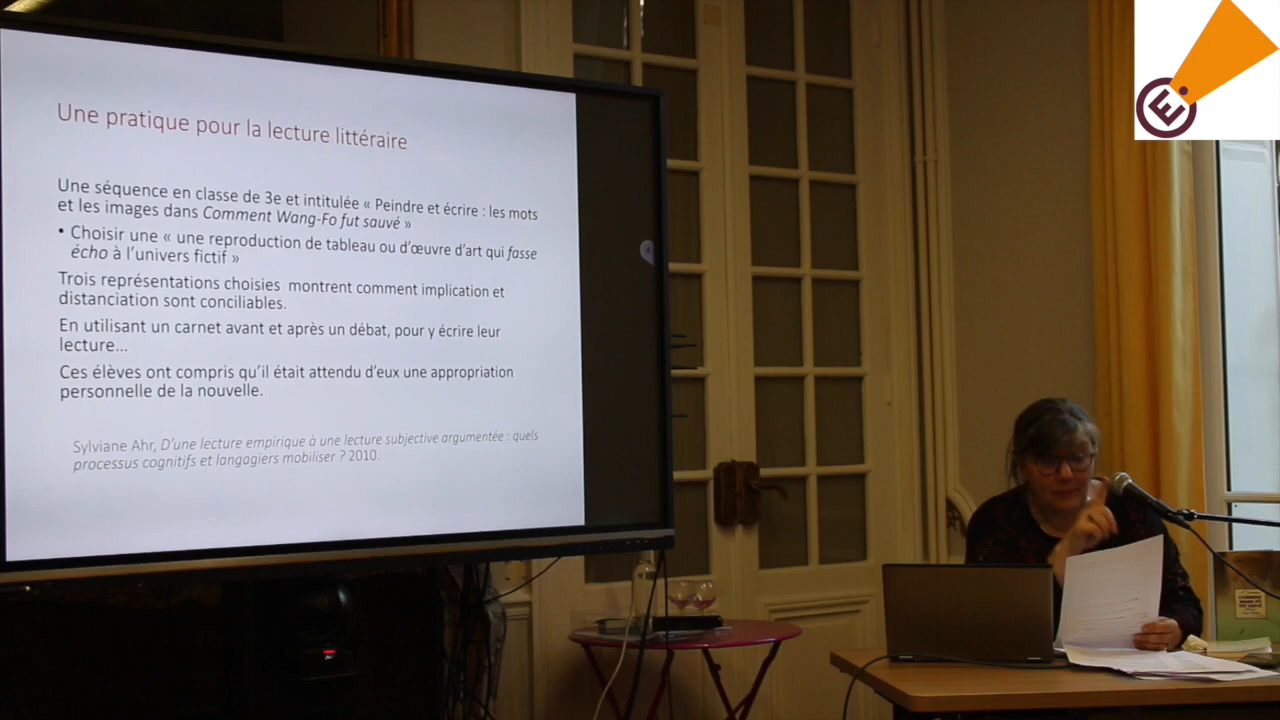 Une pratique pour la lecture littéraire
Une séquence en classe de 3e et intitulée « Peindre et écrire : les mots
et les images dans Comment Wang-Fo fut sauvé »
• Choisir une « une reproduction de tableau ou d'œuvre d'art qui fasse
écho à l'univers fictif »
Trois représentations choisies montrent comment implication et
distanciation sont conciliables.
En utilisant un carnet avant et après un débat, pour y écrire leur
lecture...
Ces élèves ont compris qu'il était attendu d'eux une appropriation
personnelle de la nouvelle.
Sylviane Ahr, D'une lecture empirique à une lecture subjective argumentée : quels
processus cognitifs et langagiers mobiliser ? 2010.
E